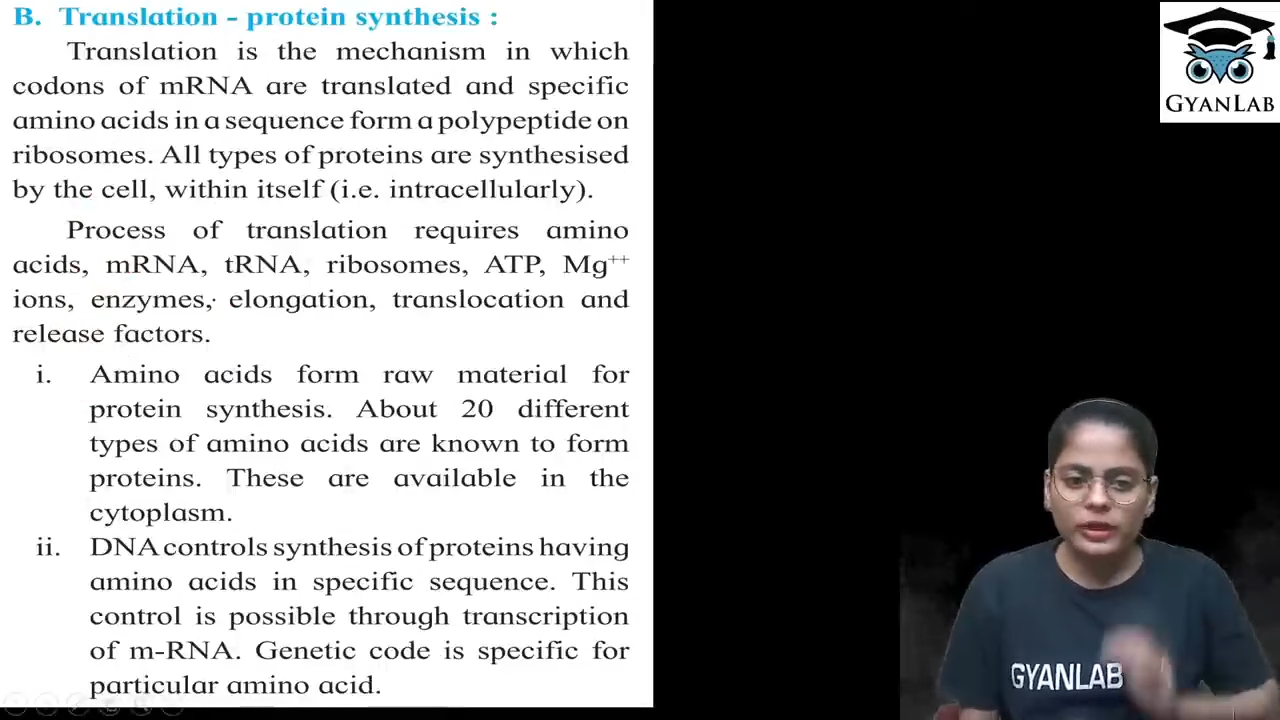 B. Translation - protein synthesis :
Translation is the mechanism in which
codons of mRNA are translated and specific
amino acids in a sequence form a polypeptide on
ribosomes. All types of proteins are synthesised
by the cell, within itself (i.e. intracellularly).
Process of translation requires amino
acids, mRNA, tRNA, ribosomes, ATP, Mg⁺⁺
ions, enzymes, elongation, translocation and
release factors.
i. Amino acids form raw material for
protein synthesis. About 20 different
types of amino acids are known to form
proteins. These are available in the
cytoplasm.
ii. DNA controls synthesis of proteins having
amino acids in specific sequence. This
control is possible through transcription
of m-RNA. Genetic code is specific for
particular amino acid.
GYANLAB
GYANLAB